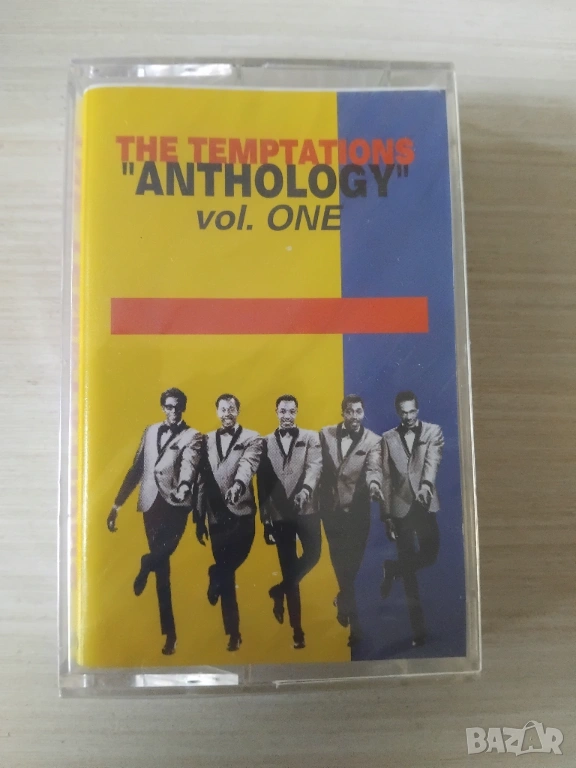 THE TEMPTATIONS
"ANTHOLOGY"
vol. ONE
BAZAR